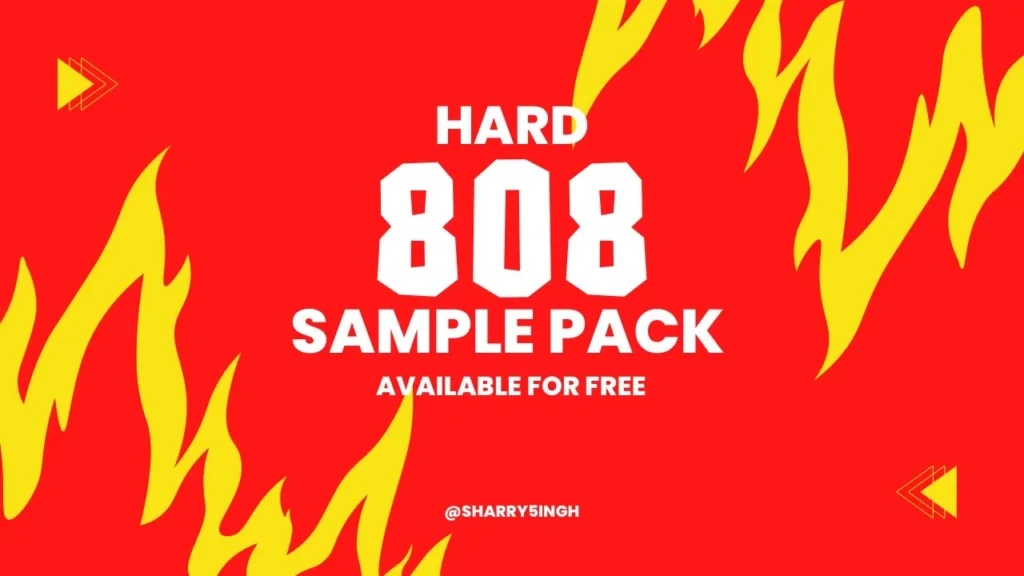 HARD
808
SAMPLE PACK
AVAILABLE FOR FREE
@SHARRY5INGH